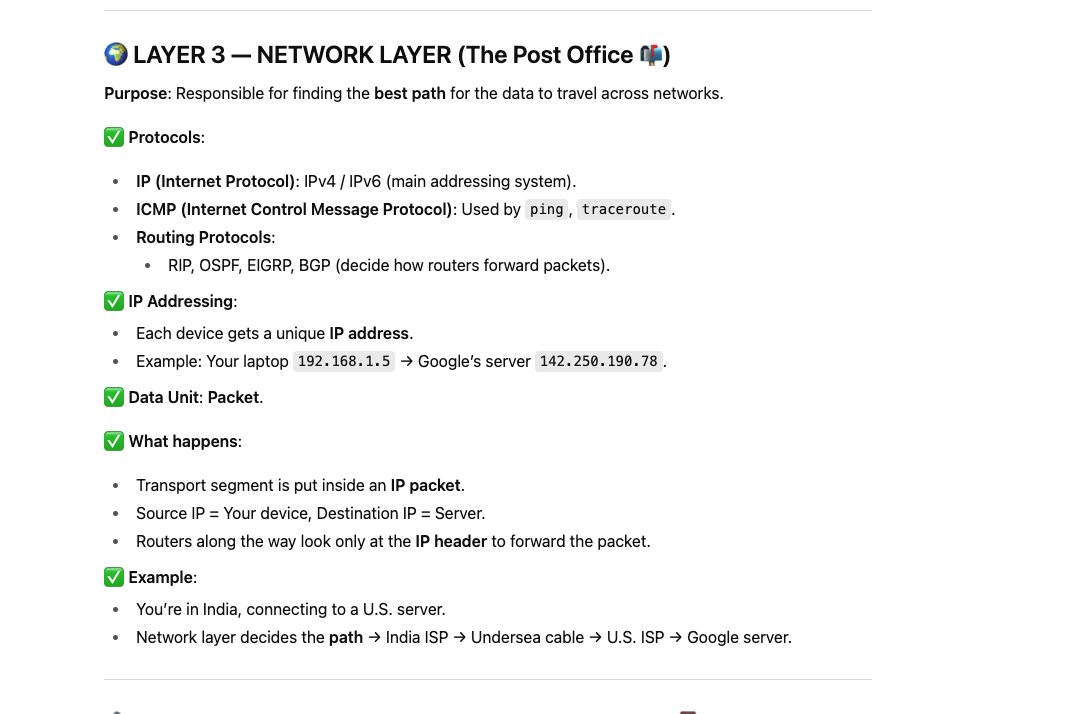 🌍 LAYER 3 — NETWORK LAYER (The Post Office 📬)
Purpose: Responsible for finding the best path for the data to travel across networks.
✅ Protocols:
• IP (Internet Protocol): IPv4 / IPv6 (main addressing system).
• ICMP (Internet Control Message Protocol): Used by ping, traceroute.
• Routing Protocols:
• RIP, OSPF, EIGRP, BGP (decide how routers forward packets).
✅ IP Addressing:
• Each device gets a unique IP address.
• Example: Your laptop 192.168.1.5 → Google’s server 142.250.190.78.
✅ Data Unit: Packet.
✅ What happens:
• Transport segment is put inside an IP packet.
• Source IP = Your device, Destination IP = Server.
• Routers along the way look only at the IP header to forward the packet.
✅ Example:
• You’re in India, connecting to a U.S. server.
• Network layer decides the path → India ISP → Undersea cable → U.S. ISP → Google server.